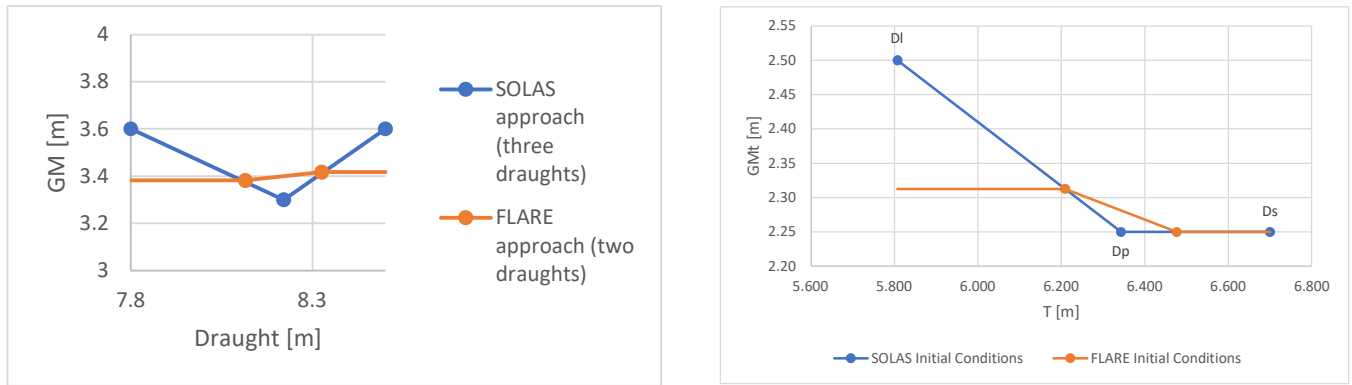 4
3.8
3.6
3.4
3.2
3
GM [m]
7.8
8.3
Draught [m]
SOLAS
approach
(three
draughts)
FLARE
approach (two
draughts)
2.55
2.50
2.45
2.40
2.35
2.30
2.25
2.20
GMt [m]
Dl
Dp
Ds
5.600
5.800
6.000
6.200
6.400
6.600
6.800
T [m]
SOLAS Initial Conditions
FLARE Initial Conditions